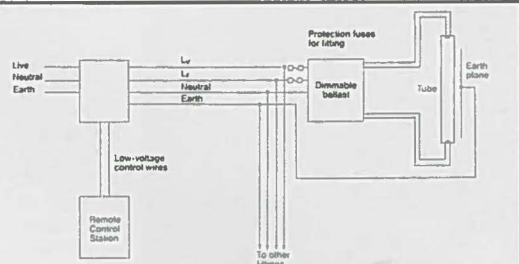 Protection fuses
for fitting
Live
Neutral
Earth
Neutral
Earth
Dimmable
ballast
Tube
Earth
plane
Low-voltage
control wires
Remote
Control
Station
To other